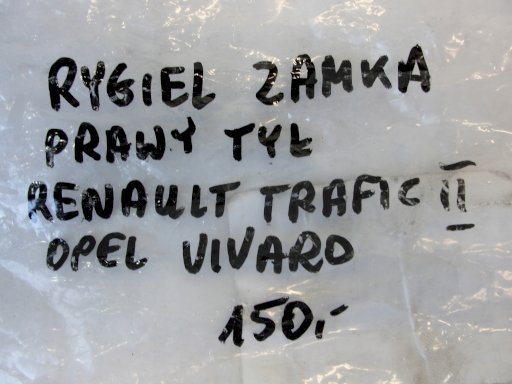 RYGIEL ZAMKA
PRAWY TYŁ
RENAULT TRAFIC II
OPEL VIVARO
150,-